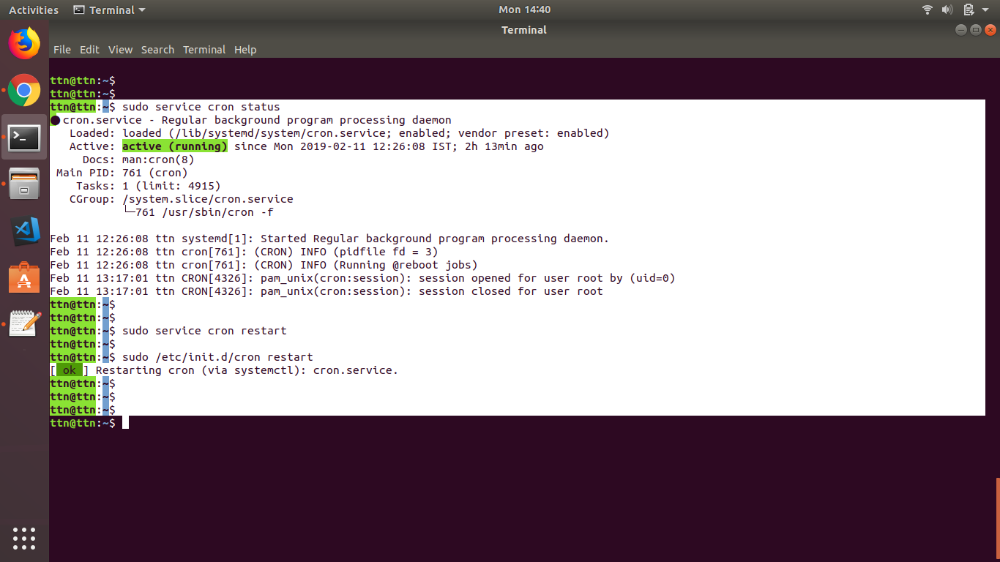 Activities Terminal Mon 14:40
Terminal
File Edit View Search Terminal Help
ttn@ttn:~$
ttn@ttn:~$
ttn@ttn:~$ sudo service cron status
● cron.service - Regular background program processing daemon
   Loaded: loaded (/lib/systemd/system/cron.service; enabled; vendor preset: enabled)
   Active: active (running) since Mon 2019-02-11 12:26:08 IST; 2h 13min ago
     Docs: man:cron(8)
 Main PID: 761 (cron)
    Tasks: 1 (limit: 4915)
   CGroup: /system.slice/cron.service
           └─761 /usr/sbin/cron -f
Feb 11 12:26:08 ttn systemd[1]: Started Regular background program processing daemon.
Feb 11 12:26:08 ttn cron[761]: (CRON) INFO (pidfile fd = 3)
Feb 11 12:26:08 ttn cron[761]: (CRON) INFO (Running @reboot jobs)
Feb 11 13:17:01 ttn CRON[4326]: pam_unix(cron:session): session opened for user root by (uid=0)
Feb 11 13:17:01 ttn CRON[4326]: pam_unix(cron:session): session closed for user root
ttn@ttn:~$
ttn@ttn:~$
ttn@ttn:~$ sudo service cron restart
ttn@ttn:~$
ttn@ttn:~$ sudo /etc/init.d/cron restart
[ ok ] Restarting cron (via systemctl): cron.service.
ttn@ttn:~$
ttn@ttn:~$
ttn@ttn:~$
ttn@ttn:~$